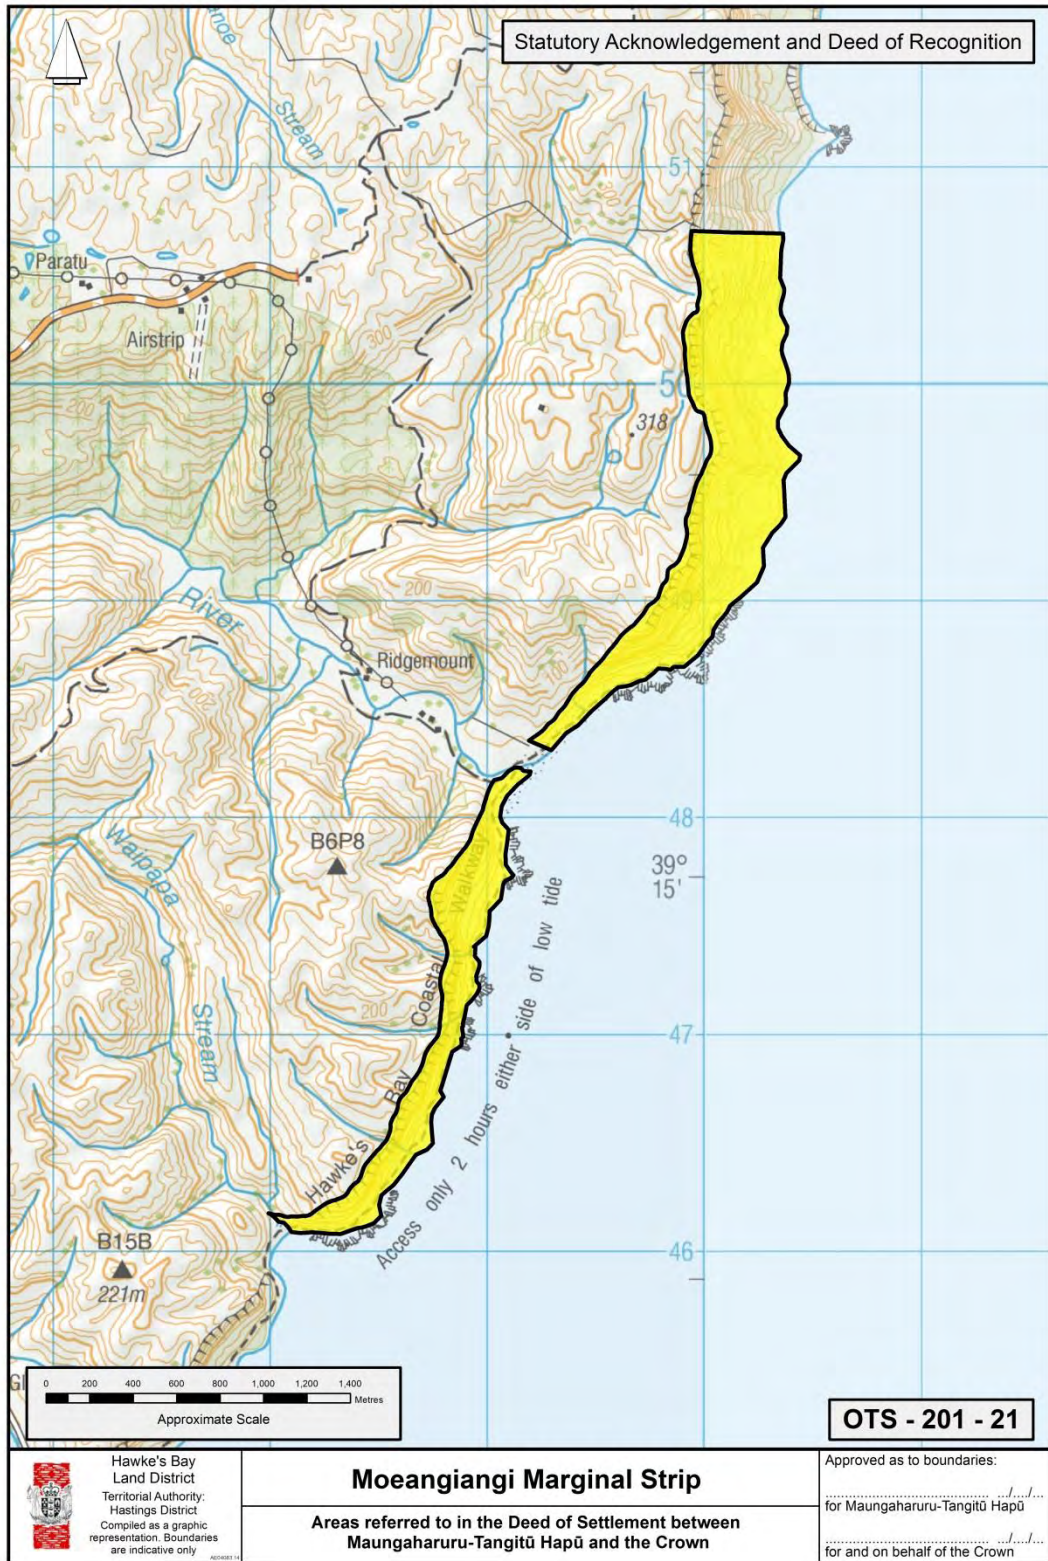 Statutory Acknowledgement and Deed of Recognition
Stream
51
Paratu
Airstrip
300
200
50
318
River
200
Ridgemount
100
48
B6P8
39°
15'
Waipapa
Stream
200
47
Hawke's Bay Coastal Walkway
Access only 2 hours either side of low tide
46
B15B
221m
0 200 400 600 800 1,000 1,200 1,400
Metres
Approximate Scale
OTS - 201 - 21
Hawke's Bay
Land District
Territorial Authority:
Hastings District
Compiled as a graphic
representation. Boundaries
are indicative only
Moeangiangi Marginal Strip
Areas referred to in the Deed of Settlement between
Maungaharuru-Tangitū Hapū and the Crown
Approved as to boundaries:
..................................... .../..../....
for Maungaharuru-Tangitū Hapū
..................................... .../..../....
for and on behalf of the Crown